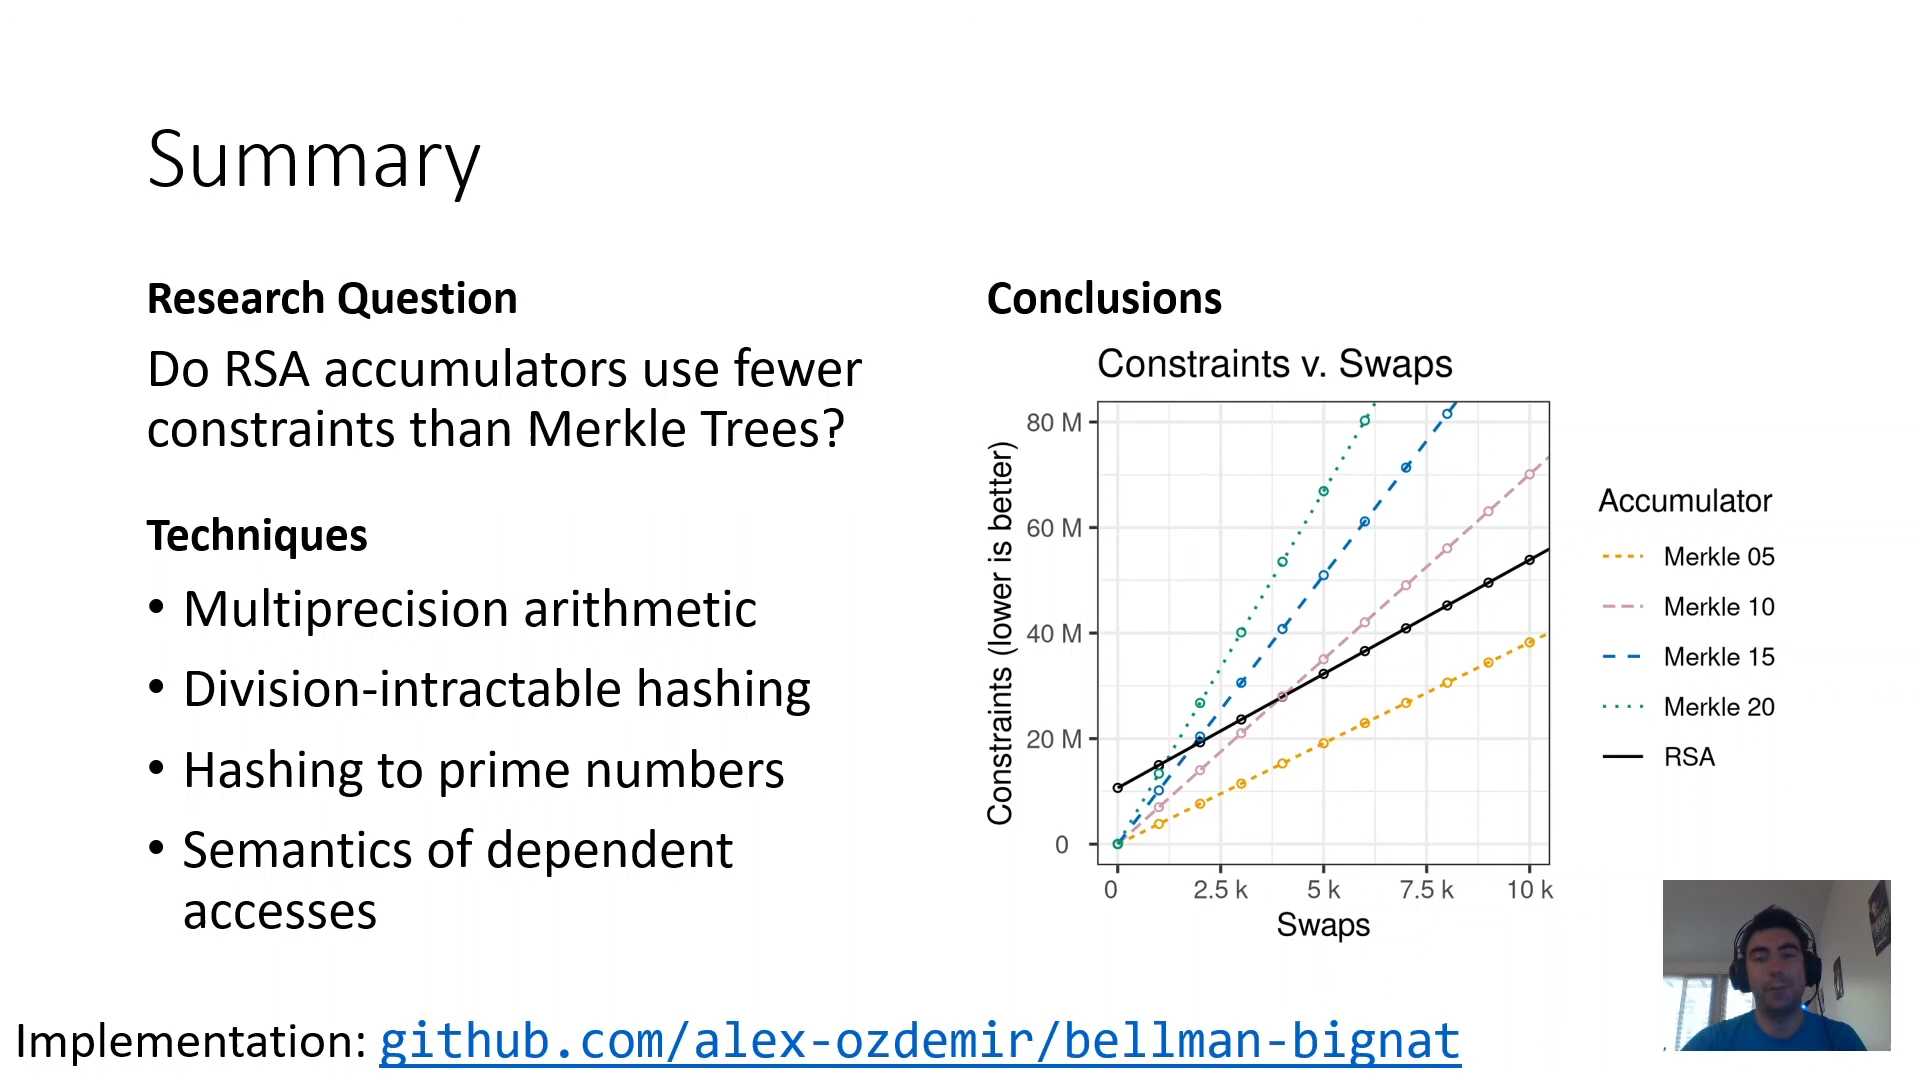 Summary
Research Question
Do RSA accumulators use fewer
constraints than Merkle Trees?
Techniques
• Multiprecision arithmetic
• Division-intractable hashing
• Hashing to prime numbers
• Semantics of dependent
accesses
Conclusions
Constraints v. Swaps
Constraints (lower is better)
80 M
60 M
40 M
20 M
0
0 2.5 k 5 k 7.5 k 10 k
Swaps
Accumulator
Merkle 05
Merkle 10
Merkle 15
Merkle 20
RSA
Implementation: github.com/alex-ozdemir/bellman-bignat